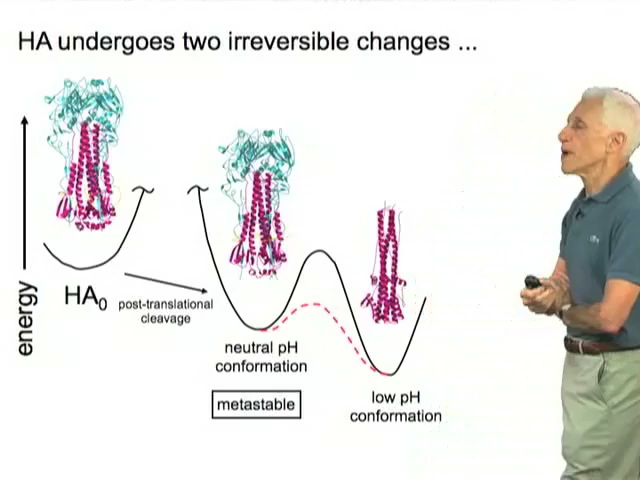 HA undergoes two irreversible changes ...
energy
HA0
post-translational
cleavage
neutral pH
conformation
metastable
low pH
conformation